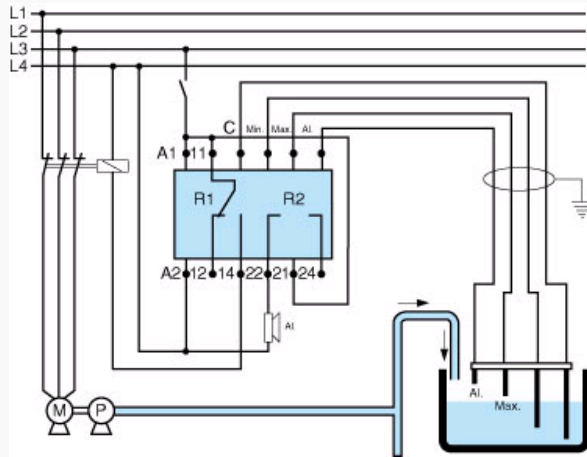 L1
L2
L3
L4
C Min. Max. Al.
A1 11
R1 R2
A2 12 14 22 21 24
Al.
M P
Al.
Max.